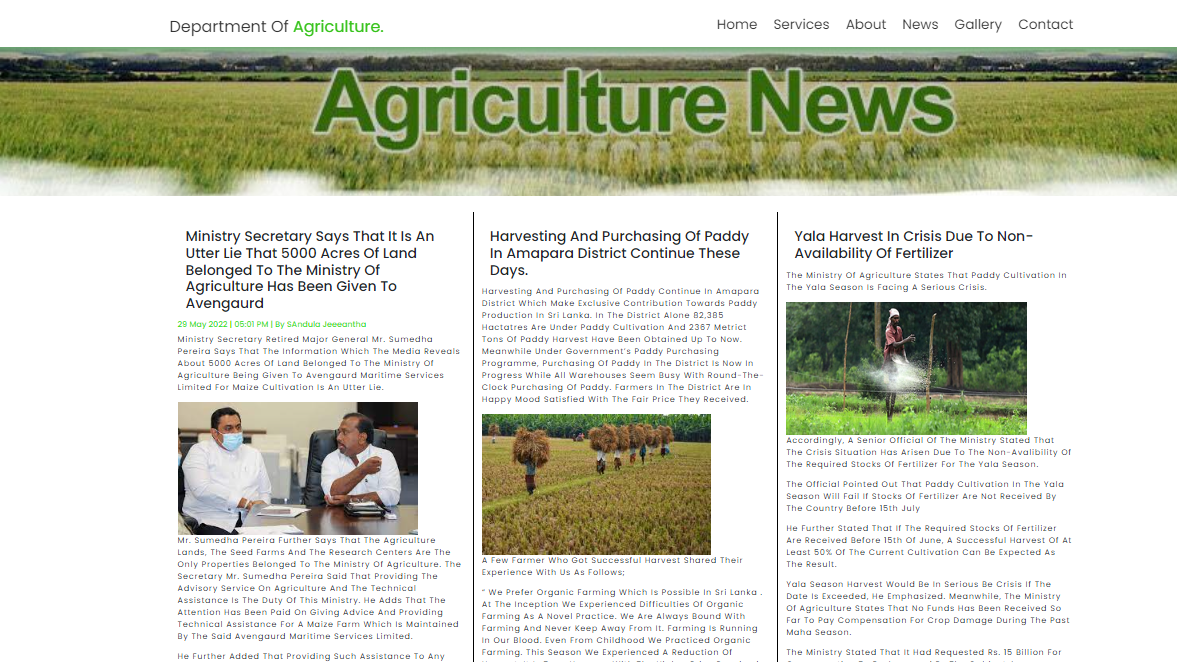 Department Of Agriculture.
Home Services About News Gallery Contact
Agriculture News
Ministry Secretary Says That It Is An
Utter Lie That 5000 Acres Of Land
Belonged To The Ministry Of
Agriculture Has Been Given To
Avengaurd
29 May 2022 | 05:01 PM | By SAndula Jeeeantha
Ministry Secretary Retired Major General Mr. Sumedha
Pereira Says That The Information Which The Media Reveals
About 5000 Acres Of Land Belonged To The Ministry Of
Agriculture Being Given To Avengaurd Maritime Services
Limited For Maize Cultivation Is An Utter Lie.
Mr. Sumedha Pereira Further Says That The Agriculture
Lands, The Seed Farms And The Research Centers Are The
Only Properties Belonged To The Ministry Of Agriculture. The
Secretary Mr. Sumedha Pereira Said That Providing The
Advisory Service On Agriculture And The Technical
Assistance Is The Duty Of This Ministry. He Adds That The
Attention Has Been Paid On Giving Advice And Providing
Technical Assistance For A Maize Farm Which Is Maintained
By The Said Avengaurd Maritime Services Limited.
He Further Added That Providing Such Assistance To Any
Harvesting And Purchasing Of Paddy
In Amapara District Continue These
Days.
Harvesting And Purchasing Of Paddy Continue In Amapara
District Which Make Exclusive Contribution Towards Paddy
Production In Sri Lanka. In The District Alone 82,385
Hactatres Are Under Paddy Cultivation And 2367 Metrict
Tons Of Paddy Harvest Have Been Obtained Up To Now.
Meanwhile Under Government's Paddy Purchasing
Programme, Purchasing Of Paddy In The District Is Now In
Progress While All Warehouses Seem Busy With Round-The-
Clock Purchasing Of Paddy. Farmers In The District Are In
Happy Mood Satisfied With The Fair Price They Received.
A Few Farmer Who Got Successful Harvest Shared Their
Experience With Us As Follows;
" We Prefer Organic Farming Which Is Possible In Sri Lanka .
At The Inception We Experienced Difficulties Of Organic
Farming As A Novel Practice. We Are Always Bound With
Farming And Never Keep Away From It. Farming Is Running
In Our Blood. Even From Childhood We Practiced Organic
Farming. This Season We Experienced A Reduction Of
Yala Harvest In Crisis Due To Non-
Availability Of Fertilizer
The Ministry Of Agriculture States That Paddy Cultivation In
The Yala Season Is Facing A Serious Crisis.
Accordingly, A Senior Official Of The Ministry Stated That
The Crisis Situation Has Arisen Due To The Non-Avalibility Of
The Required Stocks Of Fertilizer For The Yala Season.
The Official Pointed Out That Paddy Cultivation In The Yala
Season Will Fail If Stocks Of Fertilizer Are Not Received By
The Country Before 15th July
He Further Stated That If The Required Stocks Of Fertilizer
Are Received Before 15th Of June, A Successful Harvest Of At
Least 50% Of The Current Cultivation Can Be Expected As
The Result.
Yala Season Harvest Would Be In Serious Be Crisis If The
Date Is Exceeded, He Emphasized. Meanwhile, The Ministry
Of Agriculture States That No Funds Has Been Received So
Far To Pay Compensation For Crop Damage During The Past
Maha Season.
The Ministry Stated That It Had Requested Rs. 15 Billion For